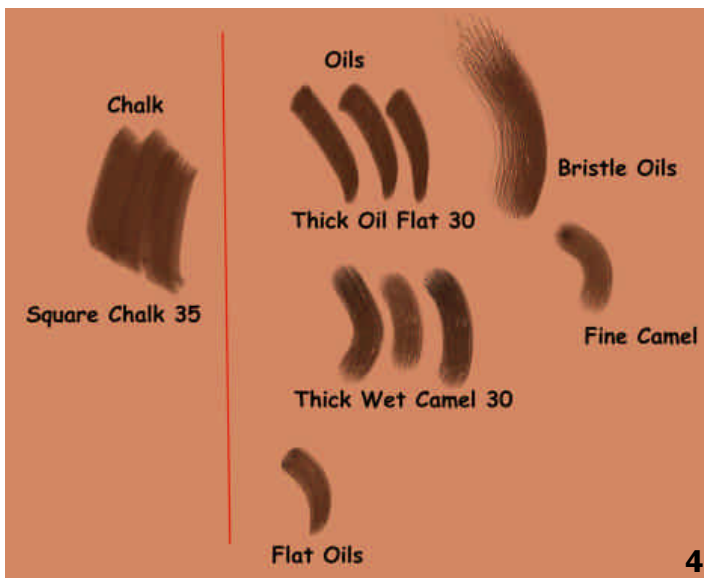 Chalk
Square Chalk 35
Oils
Thick Oil Flat 30
Bristle Oils
Fine Camel
Thick Wet Camel 30
Flat Oils
4